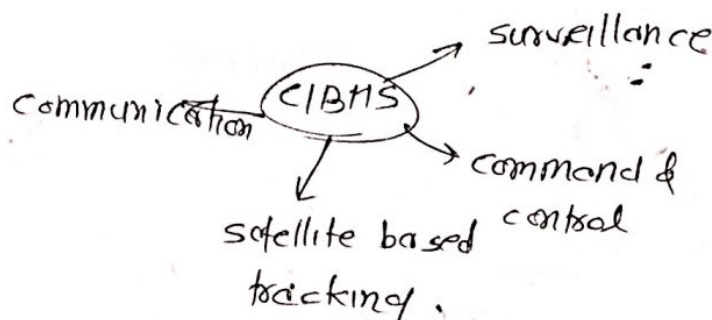 surveillance
CIBMS
communication
command &
control
satellite based
tracking.